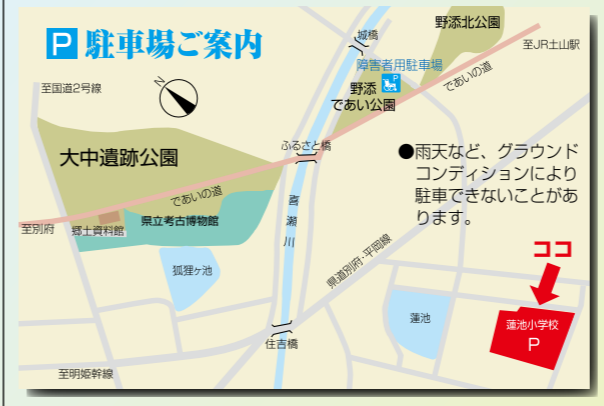 P 駐車場ご案内
野添北公園
城橋
至JR土山駅
障害者用駐車場
P
であいの道
野添
であい公園
至国道2号線
N
大中遺跡公園
ふるさと橋
●雨天など、グラウンド
コンディションにより
駐車できないことがあ
ります。
であいの道
喜瀬川
県立考古博物館
至別府
郷土資料館
県道別府・平岡線
ココ
狐狸ヶ池
蓮池
蓮池小学校
P
住吉橋
至明姫幹線